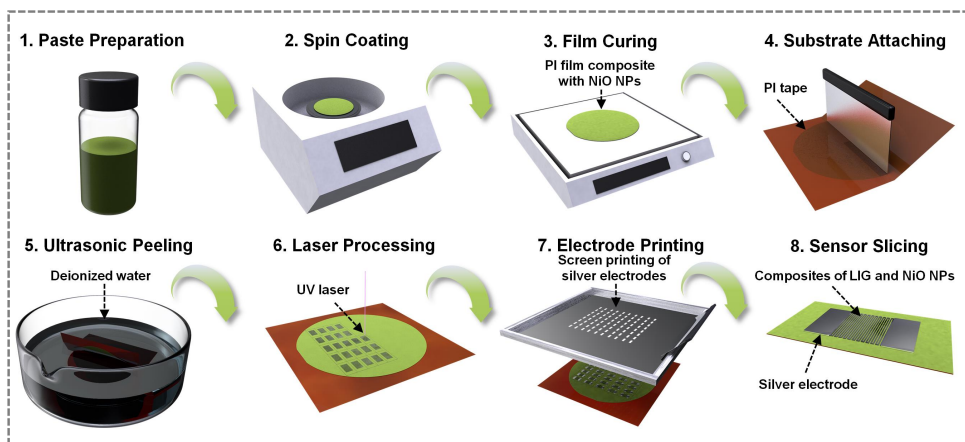 1. Paste Preparation
2. Spin Coating
3. Film Curing
PI film composite
with NiO NPs
4. Substrate Attaching
PI tape
5. Ultrasonic Peeling
Deionized water
6. Laser Processing
UV laser
7. Electrode Printing
Screen printing of
silver electrodes
8. Sensor Slicing
Composites of LIG and NiO NPs
Silver electrode